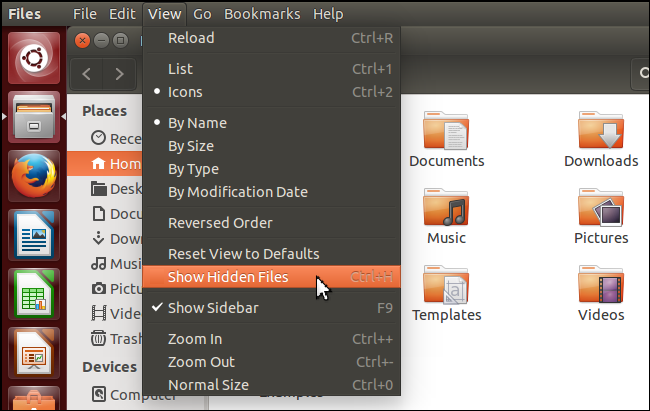 Files File Edit View Go Bookmarks Help
Reload Ctrl+R
List Ctrl+1
Icons Ctrl+2
By Name
By Size
By Type
By Modification Date
Reversed Order
Reset View to Defaults
Show Hidden Files Ctrl+H
Show Sidebar F9
Zoom In Ctrl++
Zoom Out Ctrl+-
Normal Size Ctrl+0
Places
Rece
Hom
Desk
Docu
Dow
Musi
Pictu
Vide
Trash
Devices
Computer
Documents Downloads
Music Pictures
Templates Videos
Examples